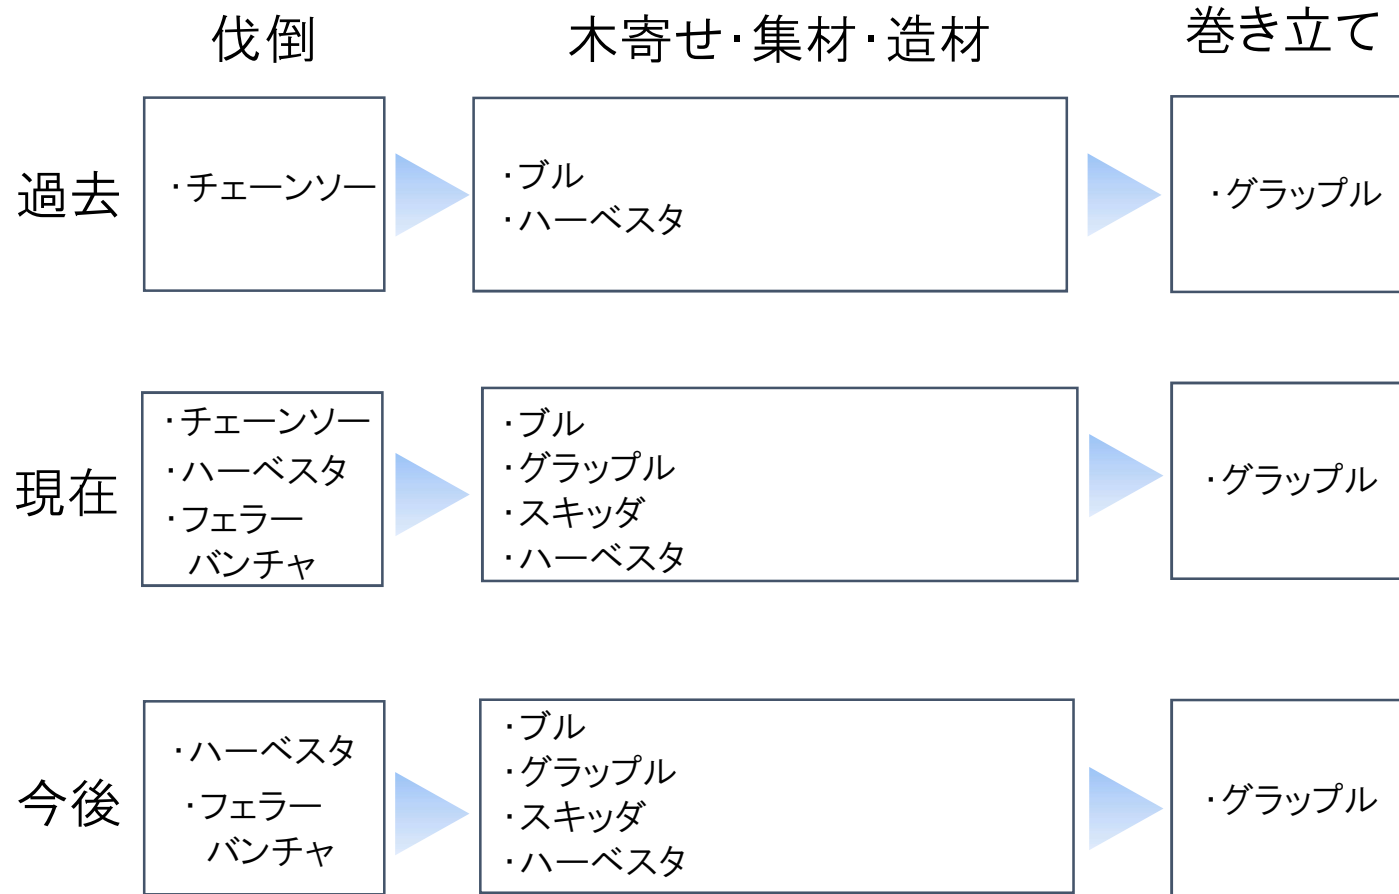 伐倒
木寄せ・集材・造材
巻き立て
過去
・チェーンソー
・ブル
・ハーベスタ
・グラップル
現在
・チェーンソー
・ハーベスタ
・フェラー
バンチャ
・ブル
・グラップル
・スキッダ
・ハーベスタ
・グラップル
今後
・ハーベスタ
・フェラー
バンチャ
・ブル
・グラップル
・スキッダ
・ハーベスタ
・グラップル